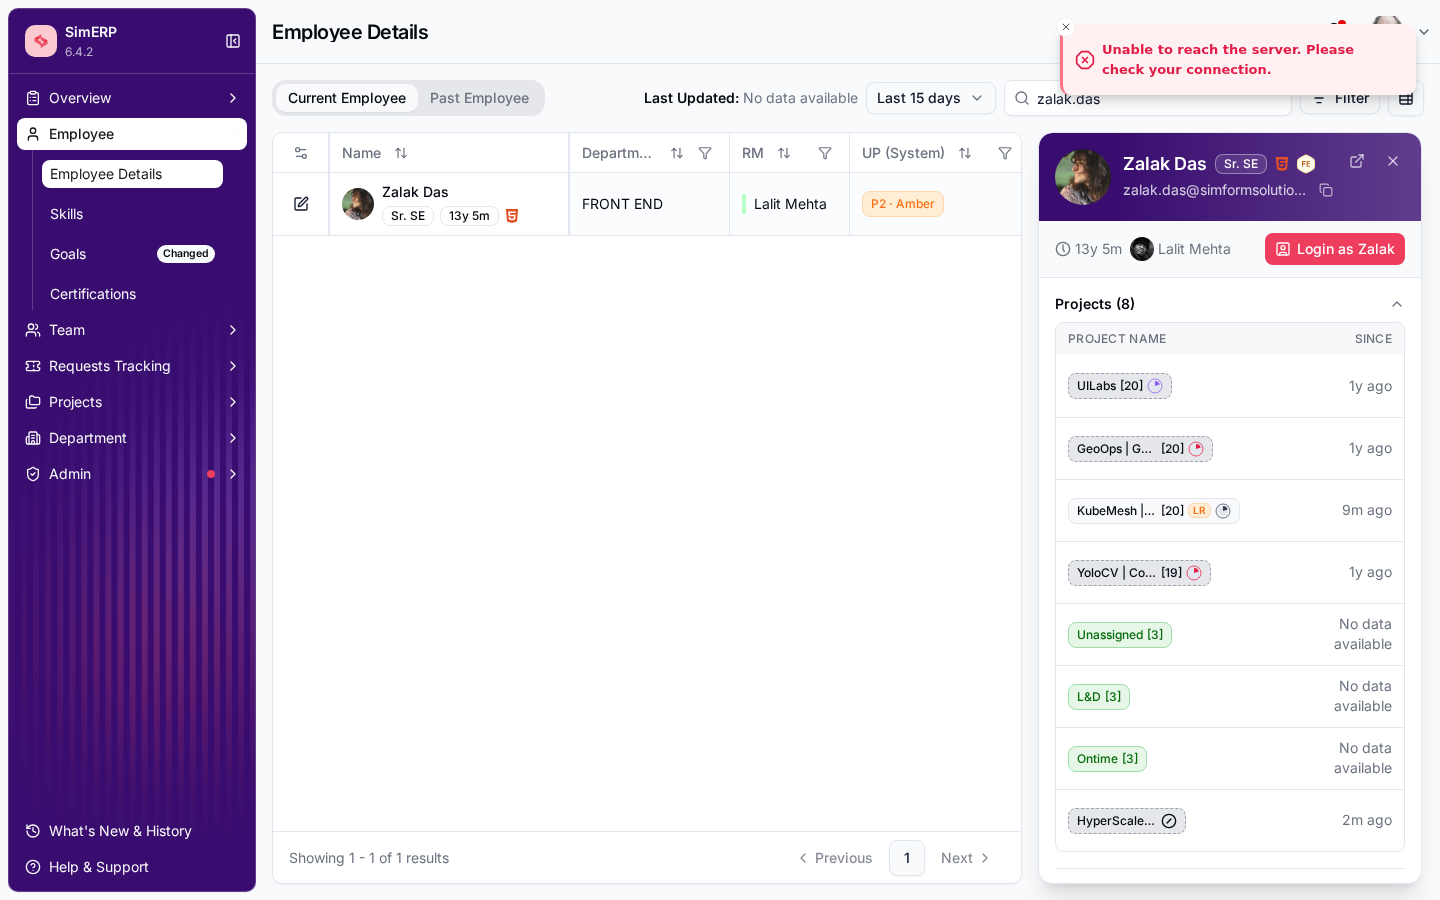 SimERP
6.4.2
Overview
Employee
Employee Details
Skills
Goals
Changed
Certifications
Team
Requests Tracking
Projects
Department
Admin
What's New & History
Help & Support
Employee Details
Unable to reach the server. Please
check your connection.
Current Employee
Past Employee
Last Updated: No data available
Last 15 days
zalak.das
Filter
Name
Departm...
RM
UP (System)
Zalak Das
Sr. SE
13y 5m
FRONT END
Lalit Mehta
P2 · Amber
Showing 1 - 1 of 1 results
Previous
1
Next
Zalak Das
Sr. SE
FE
zalak.das@simformsolutio...
13y 5m
Lalit Mehta
Login as Zalak
Projects (8)
PROJECT NAME
SINCE
UILabs [20]
1y ago
GeoOps | G... [20]
1y ago
KubeMesh |... [20] LR
9m ago
YoloCV | Co... [19]
1y ago
Unassigned [3]
No data
available
L&D [3]
No data
available
Ontime [3]
No data
available
HyperScale...
2m ago